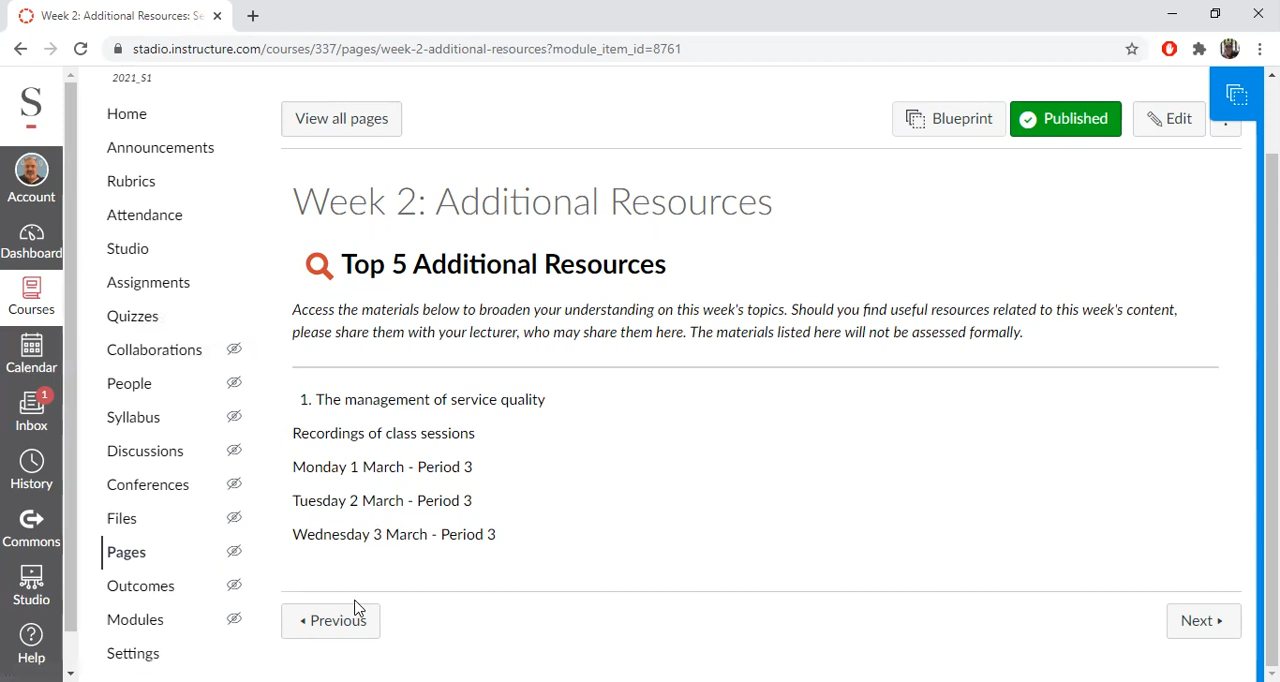 Week 2: Additional Resources: Se
stadio.instructure.com/courses/337/pages/week-2-additional-resources?module_item_id=8761
S
Account
Dashboard
Courses
Calendar
1
Inbox
History
Commons
Studio
Help
2021_S1
Home
Announcements
Rubrics
Attendance
Studio
Assignments
Quizzes
Collaborations
People
Syllabus
Discussions
Conferences
Files
Pages
Outcomes
Modules
Settings
View all pages
Blueprint
Published
Edit
Week 2: Additional Resources
Top 5 Additional Resources
Access the materials below to broaden your understanding on this week's topics. Should you find useful resources related to this week's content,
please share them with your lecturer, who may share them here. The materials listed here will not be assessed formally.
1. The management of service quality
Recordings of class sessions
Monday 1 March - Period 3
Tuesday 2 March - Period 3
Wednesday 3 March - Period 3
Previous
Next